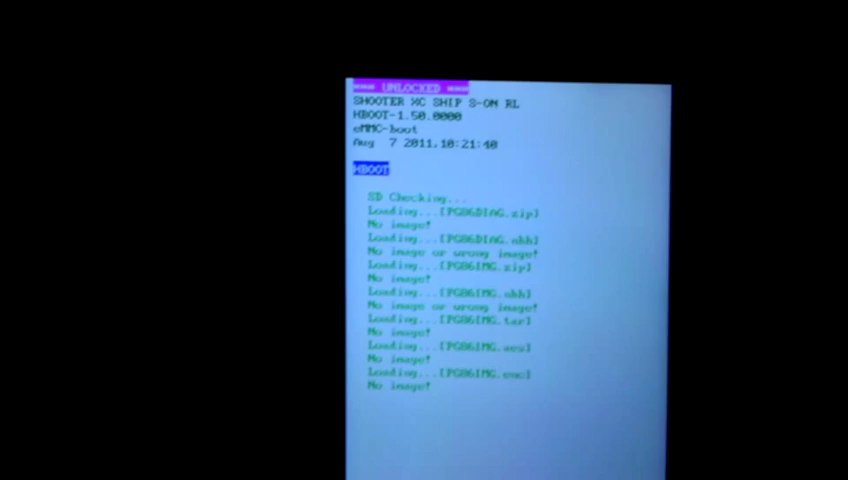 *** UNLOCKED ***
SHOOTER XC SHIP S-ON RL
HBOOT-1.50.0000
eMMC-boot
Aug 7 2011,18:21:40
HBOOT
SD Checking...
Loading...[PG86DIAG.zip]
No image!
Loading...[PG86DIAG.nbh]
No image or wrong image!
Loading...[PG86IMG.zip]
No image!
Loading...[PG86IMG.nbh]
No image or wrong image!
Loading...[PG86IMG.tar]
No image!
Loading...[PG86IMG.aes]
No image!
Loading...[PG86IMG.enc]
No image!